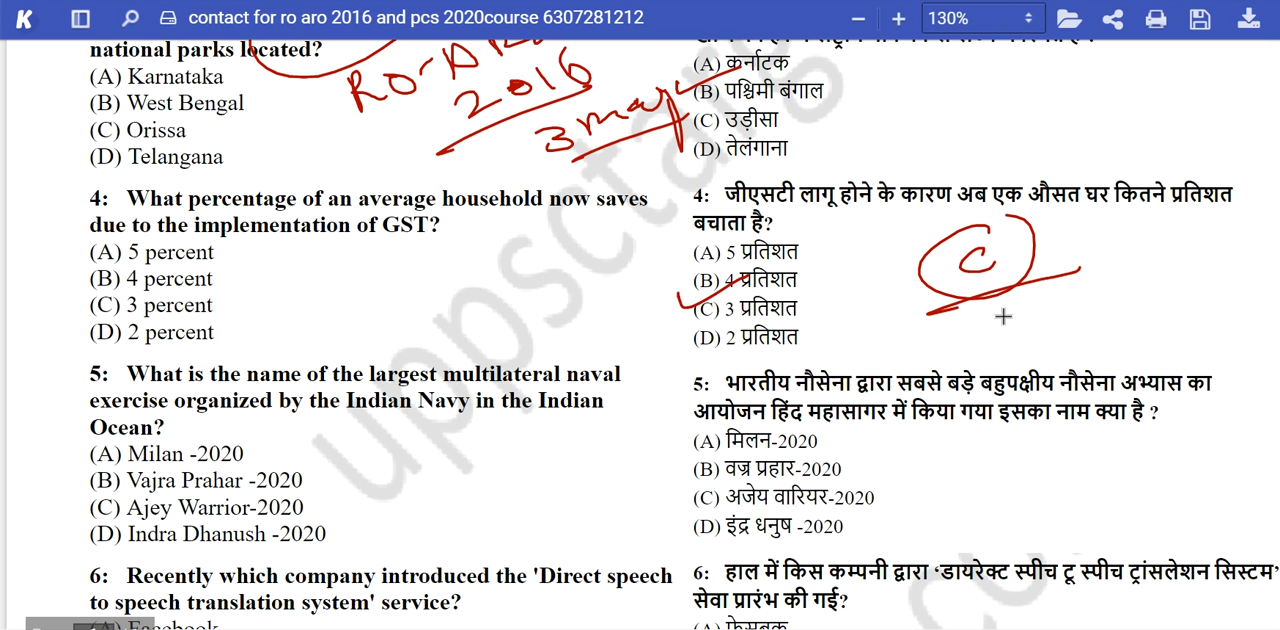 K contact for ro aro 2016 and pcs 2020course 6307281212 130%
national parks located?
(A) Karnataka
(B) West Bengal
(C) Orissa
(D) Telangana
RO-ARO
2016
3 may
4: What percentage of an average household now saves
due to the implementation of GST?
(A) 5 percent
(B) 4 percent
(C) 3 percent
(D) 2 percent
5: What is the name of the largest multilateral naval
exercise organized by the Indian Navy in the Indian
Ocean?
(A) Milan -2020
(B) Vajra Prahar -2020
(C) Ajey Warrior-2020
(D) Indra Dhanush -2020
6: Recently which company introduced the 'Direct speech
to speech translation system' service?
(A) Facebook
(A) कर्नाटक
(B) पश्चिमी बंगाल
(C) उड़ीसा
(D) तेलंगाना
4: जीएसटी लागू होने के कारण अब एक औसत घर कितने प्रतिशत
बचाता है?
(A) 5 प्रतिशत
(B) 4 प्रतिशत
(C) 3 प्रतिशत
(D) 2 प्रतिशत
C
5: भारतीय नौसेना द्वारा सबसे बड़े बहुपक्षीय नौसेना अभ्यास का
आयोजन हिंद महासागर में किया गया इसका नाम क्या है ?
(A) मिलन-2020
(B) वज्र प्रहार-2020
(C) अजेय वारियर-2020
(D) इंद्र धनुष -2020
6: हाल में किस कम्पनी द्वारा 'डायरेक्ट स्पीच टू स्पीच ट्रांसलेशन सिस्टम'
सेवा प्रारंभ की गई?
(A) फेसबुक
uppsctarg